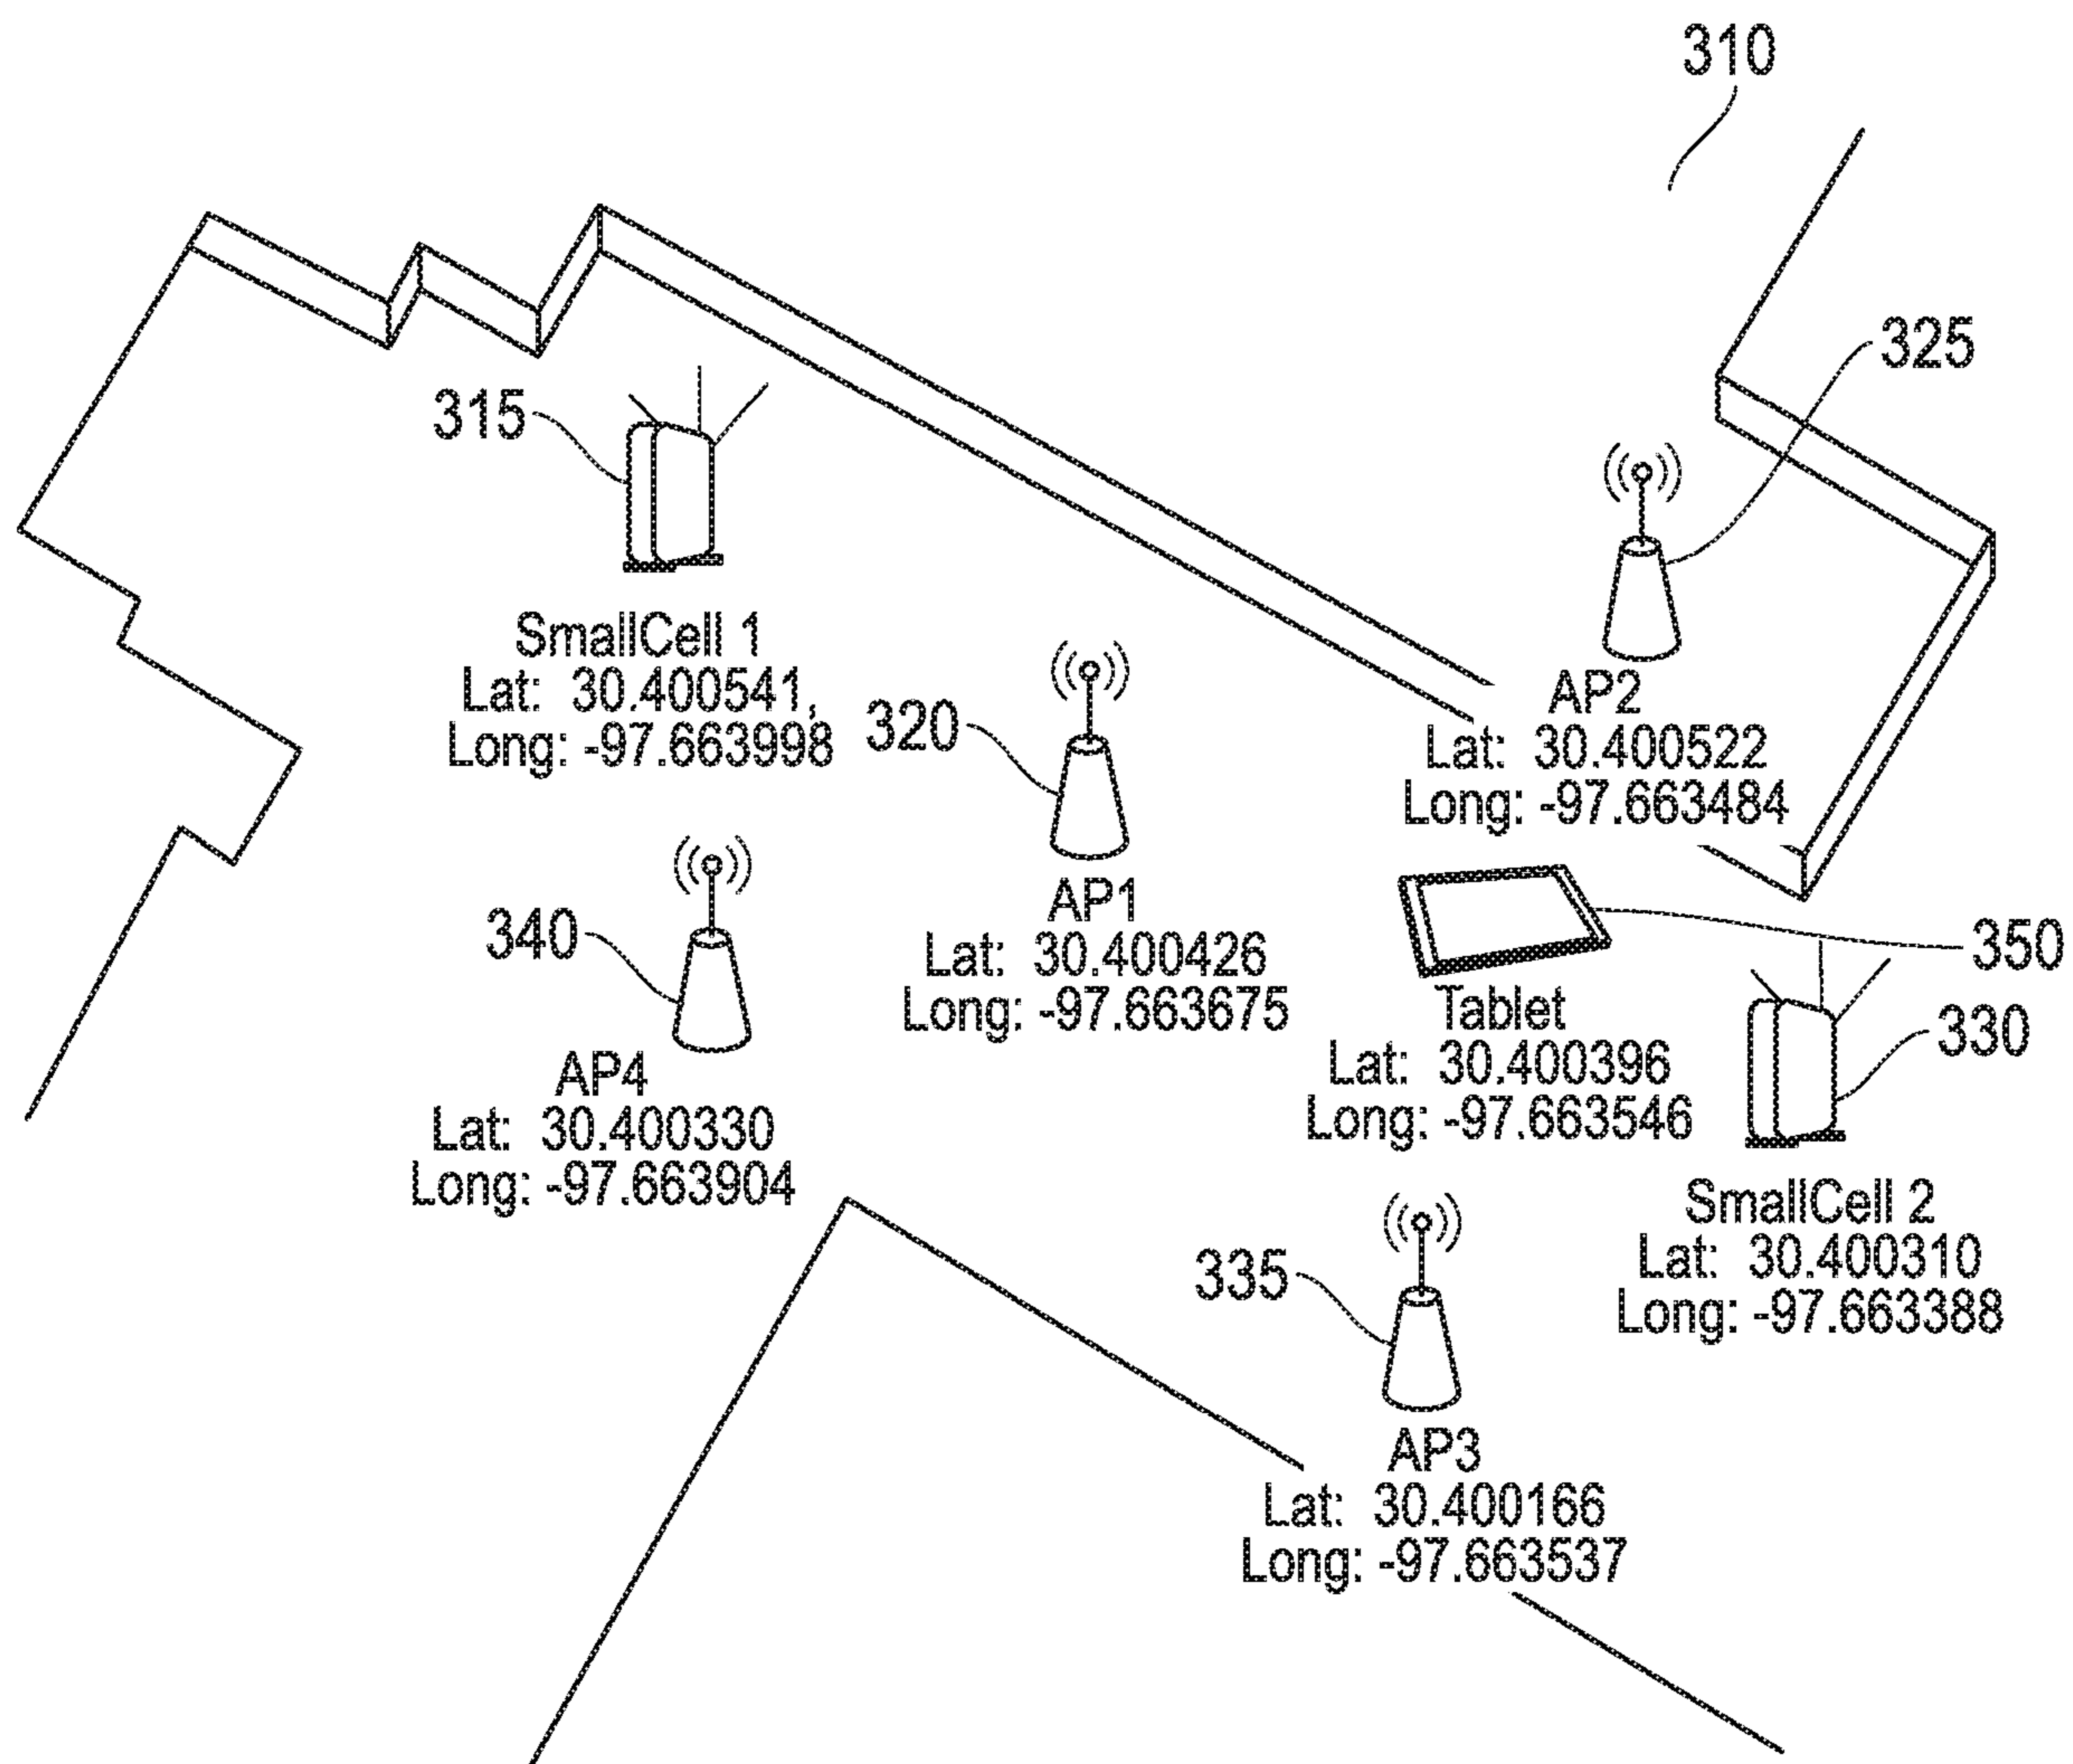 310
325
315
SmallCell 1
Lat: 30.400541,
Long: -97.663998
320
AP2
Lat: 30.400522
Long: -97.663484
AP1
Lat: 30.400426
Long: -97.663675
340
350
Tablet
Lat: 30.400396
Long: -97.663546
330
AP4
Lat: 30.400330
Long: -97.663904
SmallCell 2
Lat: 30.400310
Long: -97.663388
335
AP3
Lat: 30.400166
Long: -97.663537